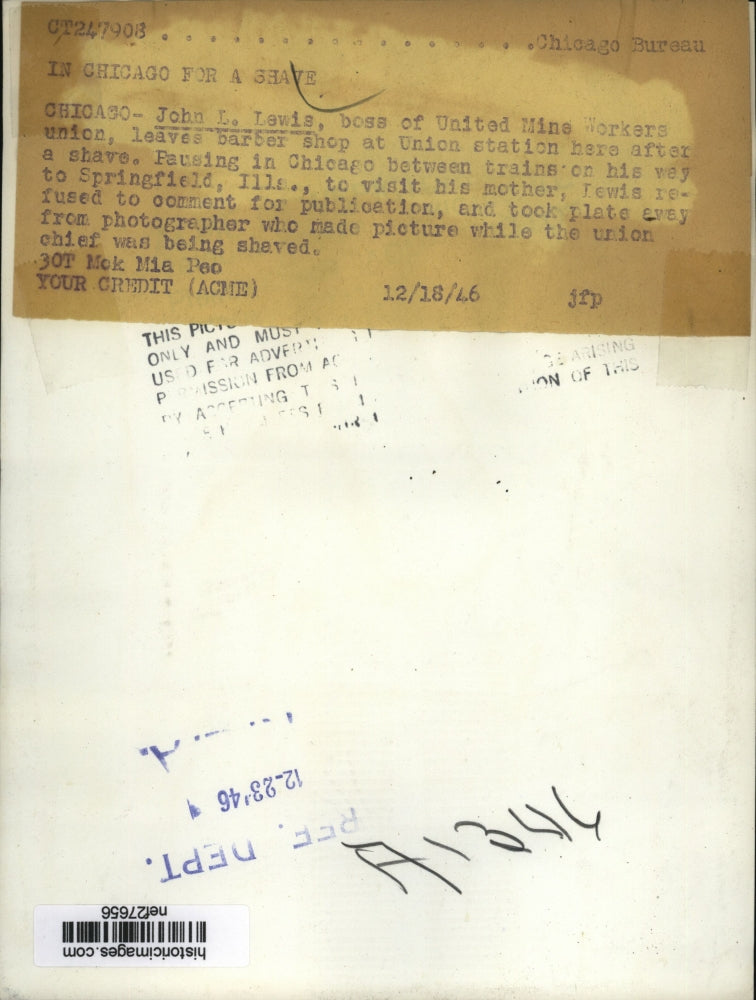 CT247908 . . . . . . . . . . . . . . . . .Chicago Bureau
IN CHICAGO FOR A SHAVE
CHICAGO- John L. Lewis, boss of United Mine Workers
union, leaves barber shop at Union station here after
a shave. Pausing in Chicago between trains on his way
to Springfield, Ills., to visit his mother, Lewis re-
fused to comment for publication, and took plate away
from photographer who made picture while the union
chief was being shaved.
30T Mck Mia Peo
YOUR CREDIT (ACME) 12/18/46 jfp
THIS
ONLY AND MUST
USED FOR
PERMISSION FROM
BY ACCEPTING
ARISING
OF THIS
12-23'46
REF. DEPT.
nef27656
historicimages.com